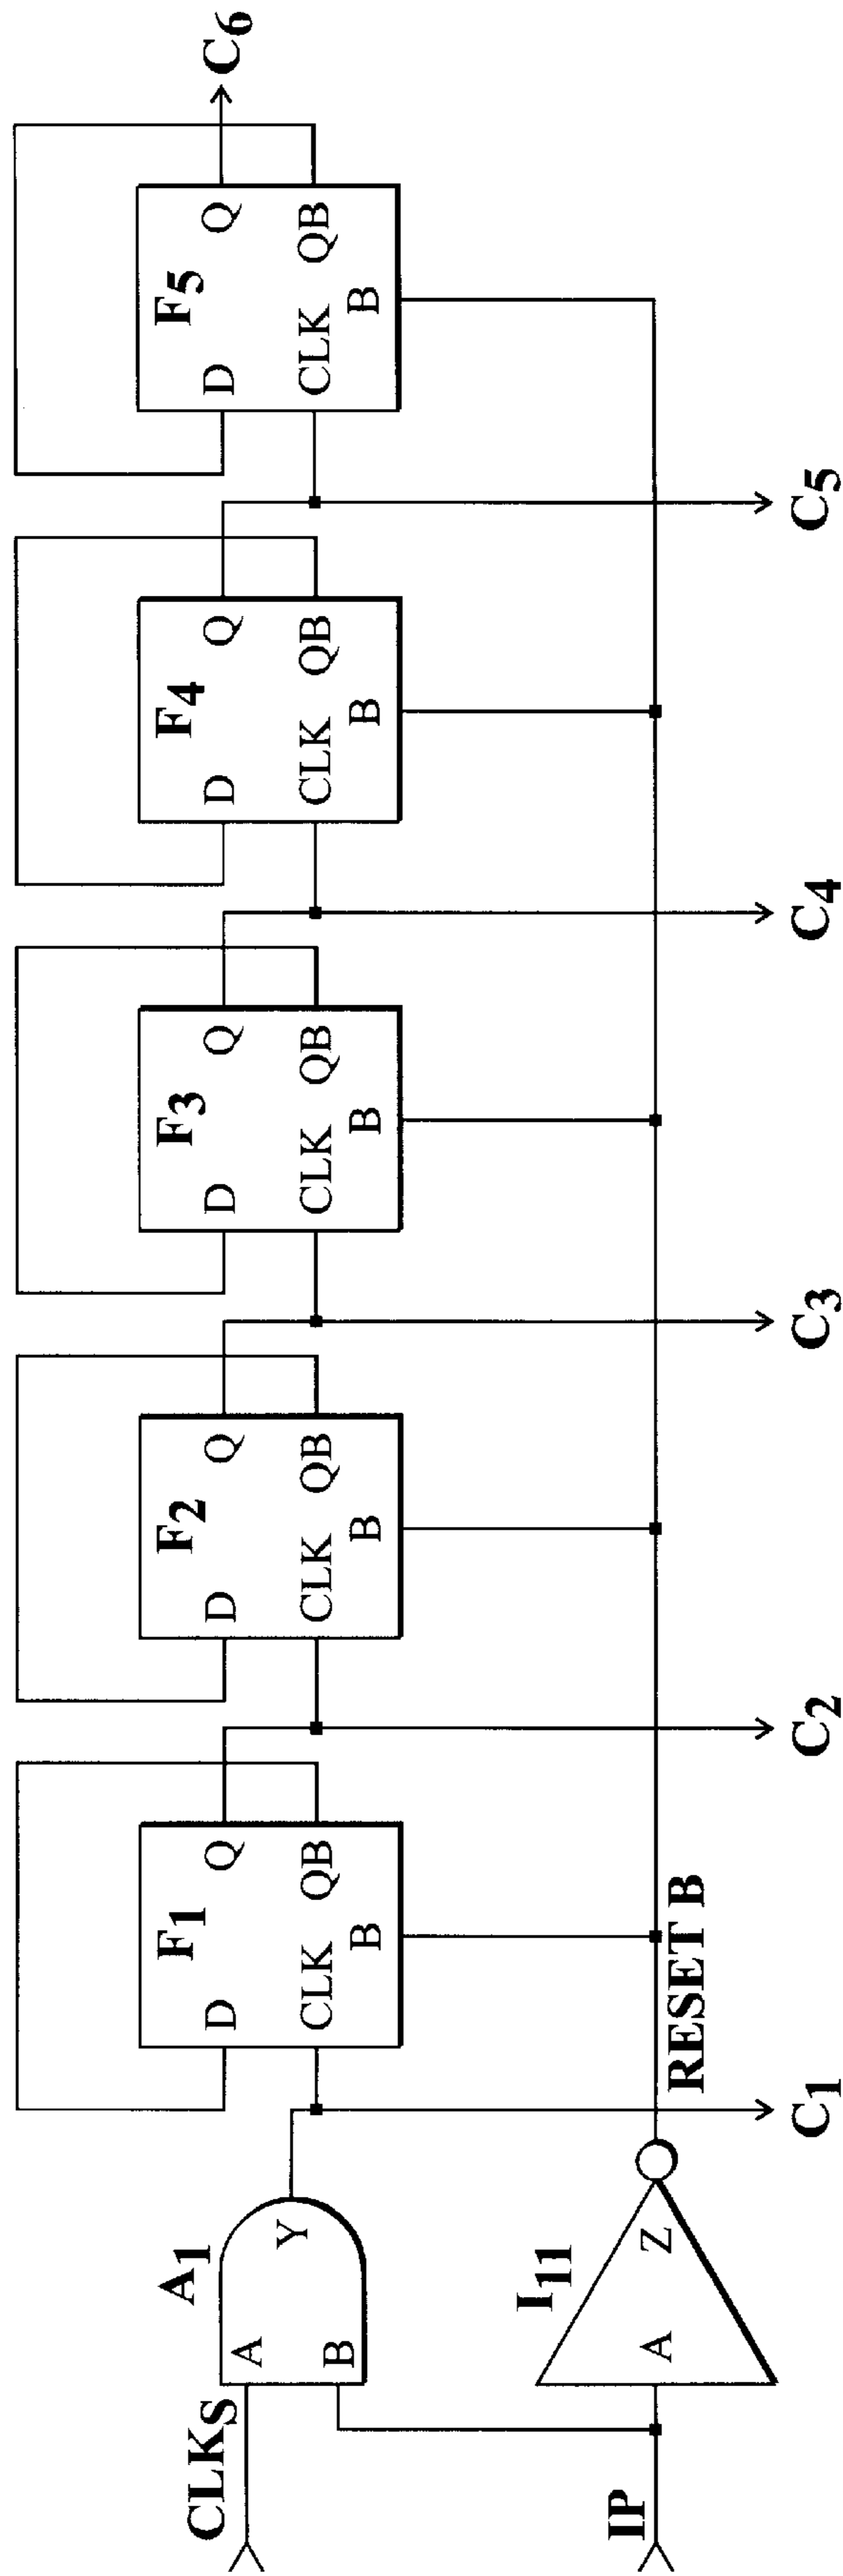 CLKS
A1
A
B
Y
IP
I11
A
Z
RESET B
F1
D
Q
CLK
QB
B
F2
D
Q
CLK
QB
B
F3
D
Q
CLK
QB
B
F4
D
Q
CLK
QB
B
F5
D
Q
CLK
QB
B
C1
C2
C3
C4
C5
C6